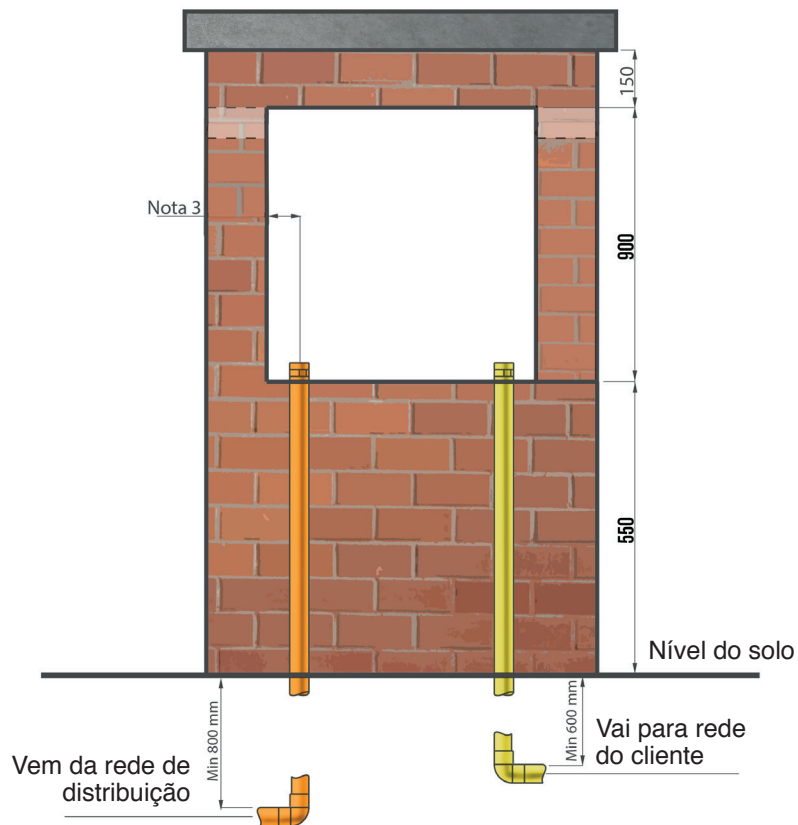 150
Nota 3
900
550
Nível do solo
Min 800 mm
Min 600 mm
Vai para rede
do cliente
Vem da rede de
distribuição